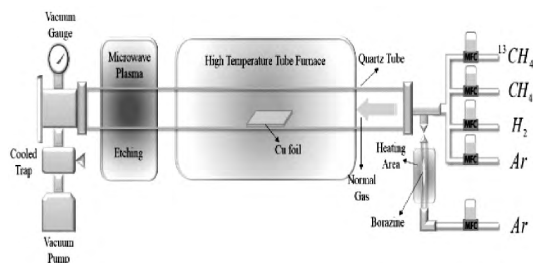 Vacuum
Gauge
Microwave
Plasma
Etching
High Temperature Tube Furnace
Cu foil
Quartz Tube
Normal
Gas
Cooled
Trap
Vacuum
Pump
Heating
Area
Borazine
MFC
¹³CH₄
MFC
CH₄
MFC
H₂
MFC
Ar
MFC
Ar